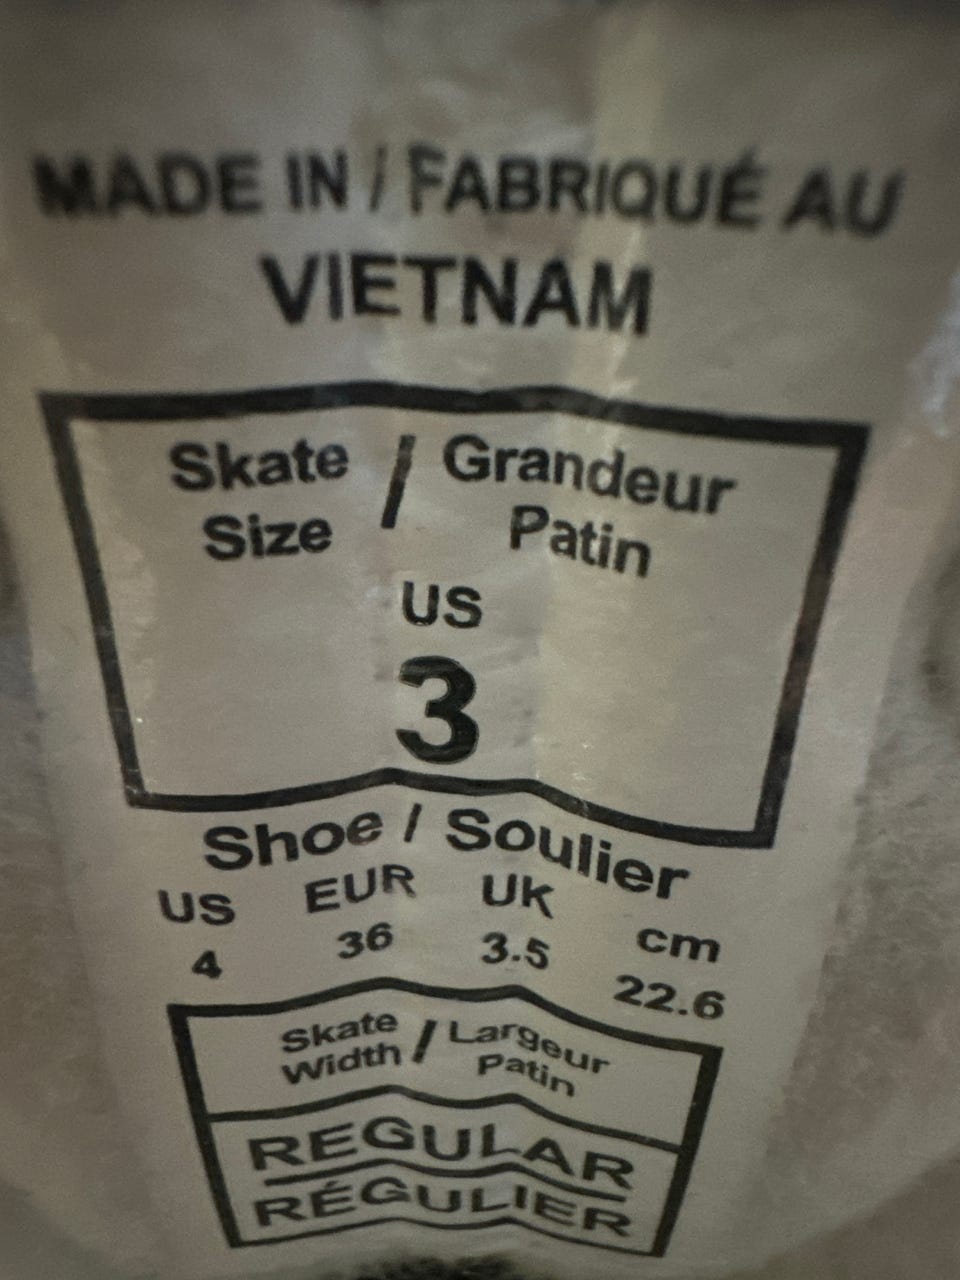 MADE IN / FABRIQUÉ AU
VIETNAM
Skate / Grandeur
Size Patin
US
3
Shoe / Soulier
US EUR UK cm
4 36 3.5 22.6
Skate / Largeur
Width Patin
REGULAR
RÉGULIER